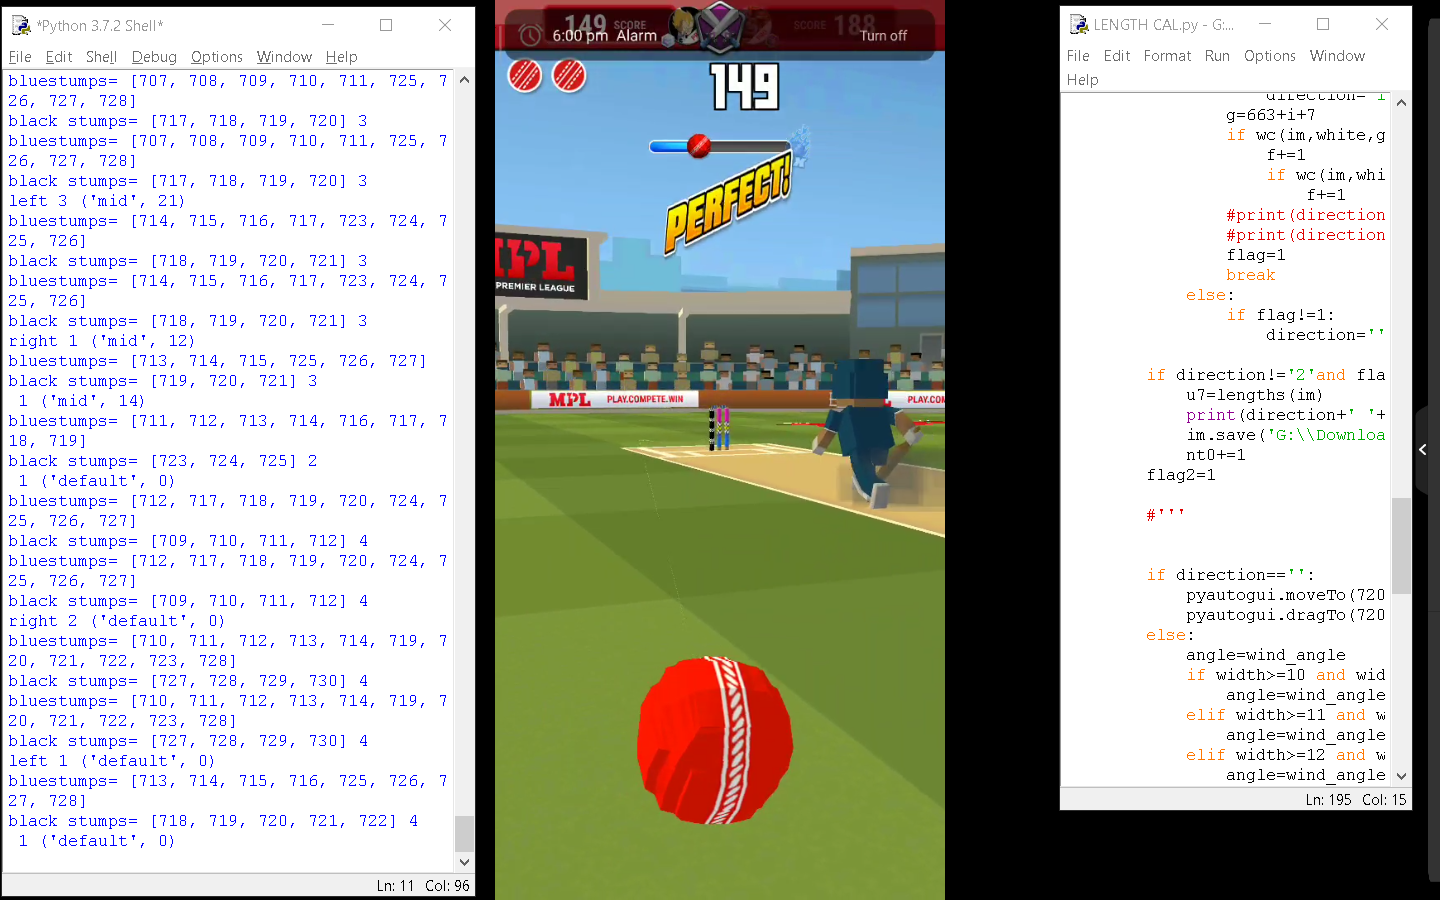 *Python 3.7.2 Shell*
File Edit Shell Debug Options Window Help
bluestumps= [707, 708, 709, 710, 711, 725, 7
26, 727, 728]
black stumps= [717, 718, 719, 720] 3
bluestumps= [707, 708, 709, 710, 711, 725, 7
26, 727, 728]
black stumps= [717, 718, 719, 720] 3
left 3 ('mid', 21)
bluestumps= [714, 715, 716, 717, 723, 724, 7
25, 726]
black stumps= [718, 719, 720, 721] 3
bluestumps= [714, 715, 716, 717, 723, 724, 7
25, 726]
black stumps= [718, 719, 720, 721] 3
right 1 ('mid', 12)
bluestumps= [713, 714, 715, 725, 726, 727]
black stumps= [719, 720, 721] 3
 1 ('mid', 14)
bluestumps= [711, 712, 713, 714, 716, 717, 7
18, 719]
black stumps= [723, 724, 725] 2
 1 ('default', 0)
bluestumps= [712, 717, 718, 719, 720, 724, 7
25, 726, 727]
black stumps= [709, 710, 711, 712] 4
bluestumps= [712, 717, 718, 719, 720, 724, 7
25, 726, 727]
black stumps= [709, 710, 711, 712] 4
right 2 ('default', 0)
bluestumps= [710, 711, 712, 713, 714, 719, 7
20, 721, 722, 723, 728]
black stumps= [727, 728, 729, 730] 4
bluestumps= [710, 711, 712, 713, 714, 719, 7
20, 721, 722, 723, 728]
black stumps= [727, 728, 729, 730] 4
left 1 ('default', 0)
bluestumps= [713, 714, 715, 716, 725, 726, 7
27, 728]
black stumps= [718, 719, 720, 721, 722] 4
 1 ('default', 0)
Ln: 11 Col: 96
149 SCORE SCORE 188
6:00 pm Alarm Turn off
149
PERFECT!
MPL
PREMIER LEAGUE
MPL PLAY.COMPETE.WIN MPL PLAY.COMPETE.WIN
LENGTH CAL.py - G:...
File Edit Format Run Options Window
Help
direction='i
g=663+i+7
if wc(im,white,g
f+=1
if wc(im,whi
f+=1
#print(direction
#print(direction
flag=1
break
else:
if flag!=1:
direction=''
if direction!='2'and fla
u7=lengths(im)
print(direction+' '+
im.save('G:\\Downloa
nt0+=1
flag2=1
#'''
if direction=='':
pyautogui.moveTo(720
pyautogui.dragTo(720
else:
angle=wind_angle
if width>=10 and wid
angle=wind_angle
elif width>=11 and w
angle=wind_angle
elif width>=12 and w
angle=wind_angle
Ln: 195 Col: 15